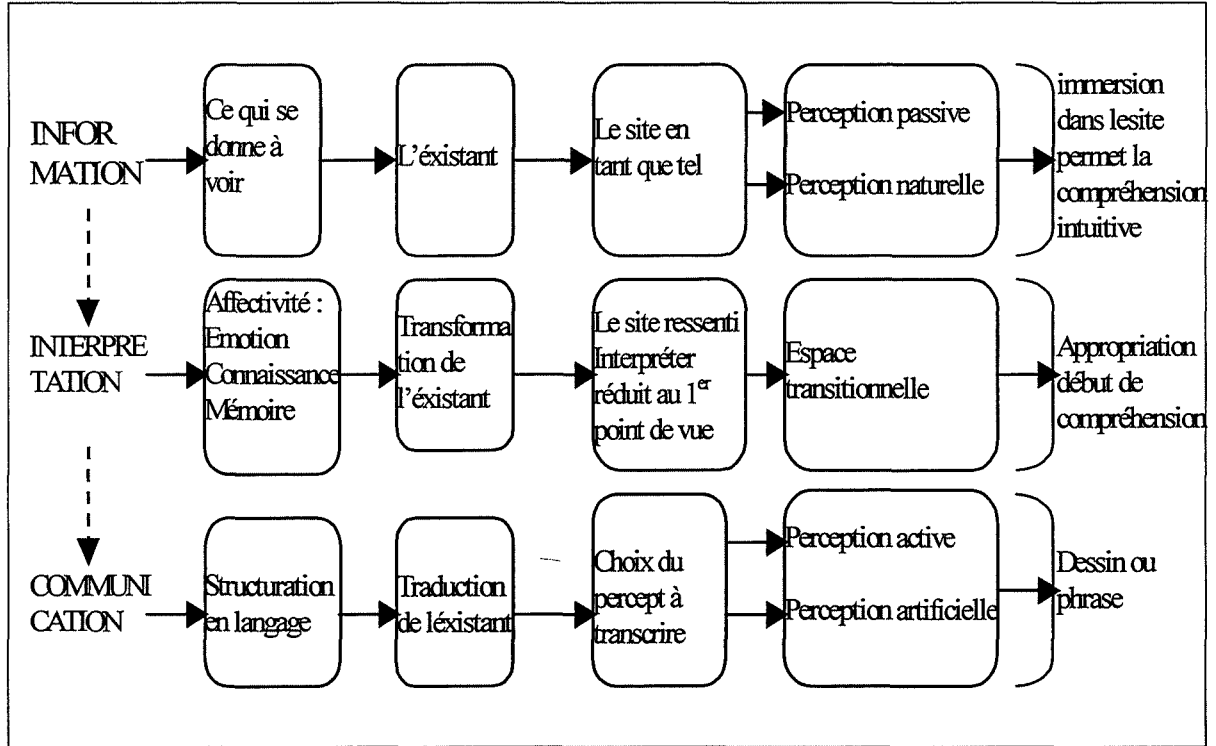 INFOR
MATION
Ce qui se
donne à
voir
L'éxistant
Le site en
tant que tel
Perception passive
Perception naturelle
immersion
dans lesite
permet la
compréhension
intuitive
INTERPRE
TATION
Affectivité :
Emotion
Connaissance
Mémoire
Transforma
tion de
l'éxistant
Le site ressenti
Interpréter
réduit au 1er
point de vue
Espace
transitionnelle
Appropriation
début de
compréhension
COMMUNI
CATION
Structuration
en langage
Traduction
de léxistant
Choix du
percept à
transcrire
Perception active
Perception artificielle
Dessin ou
phrase